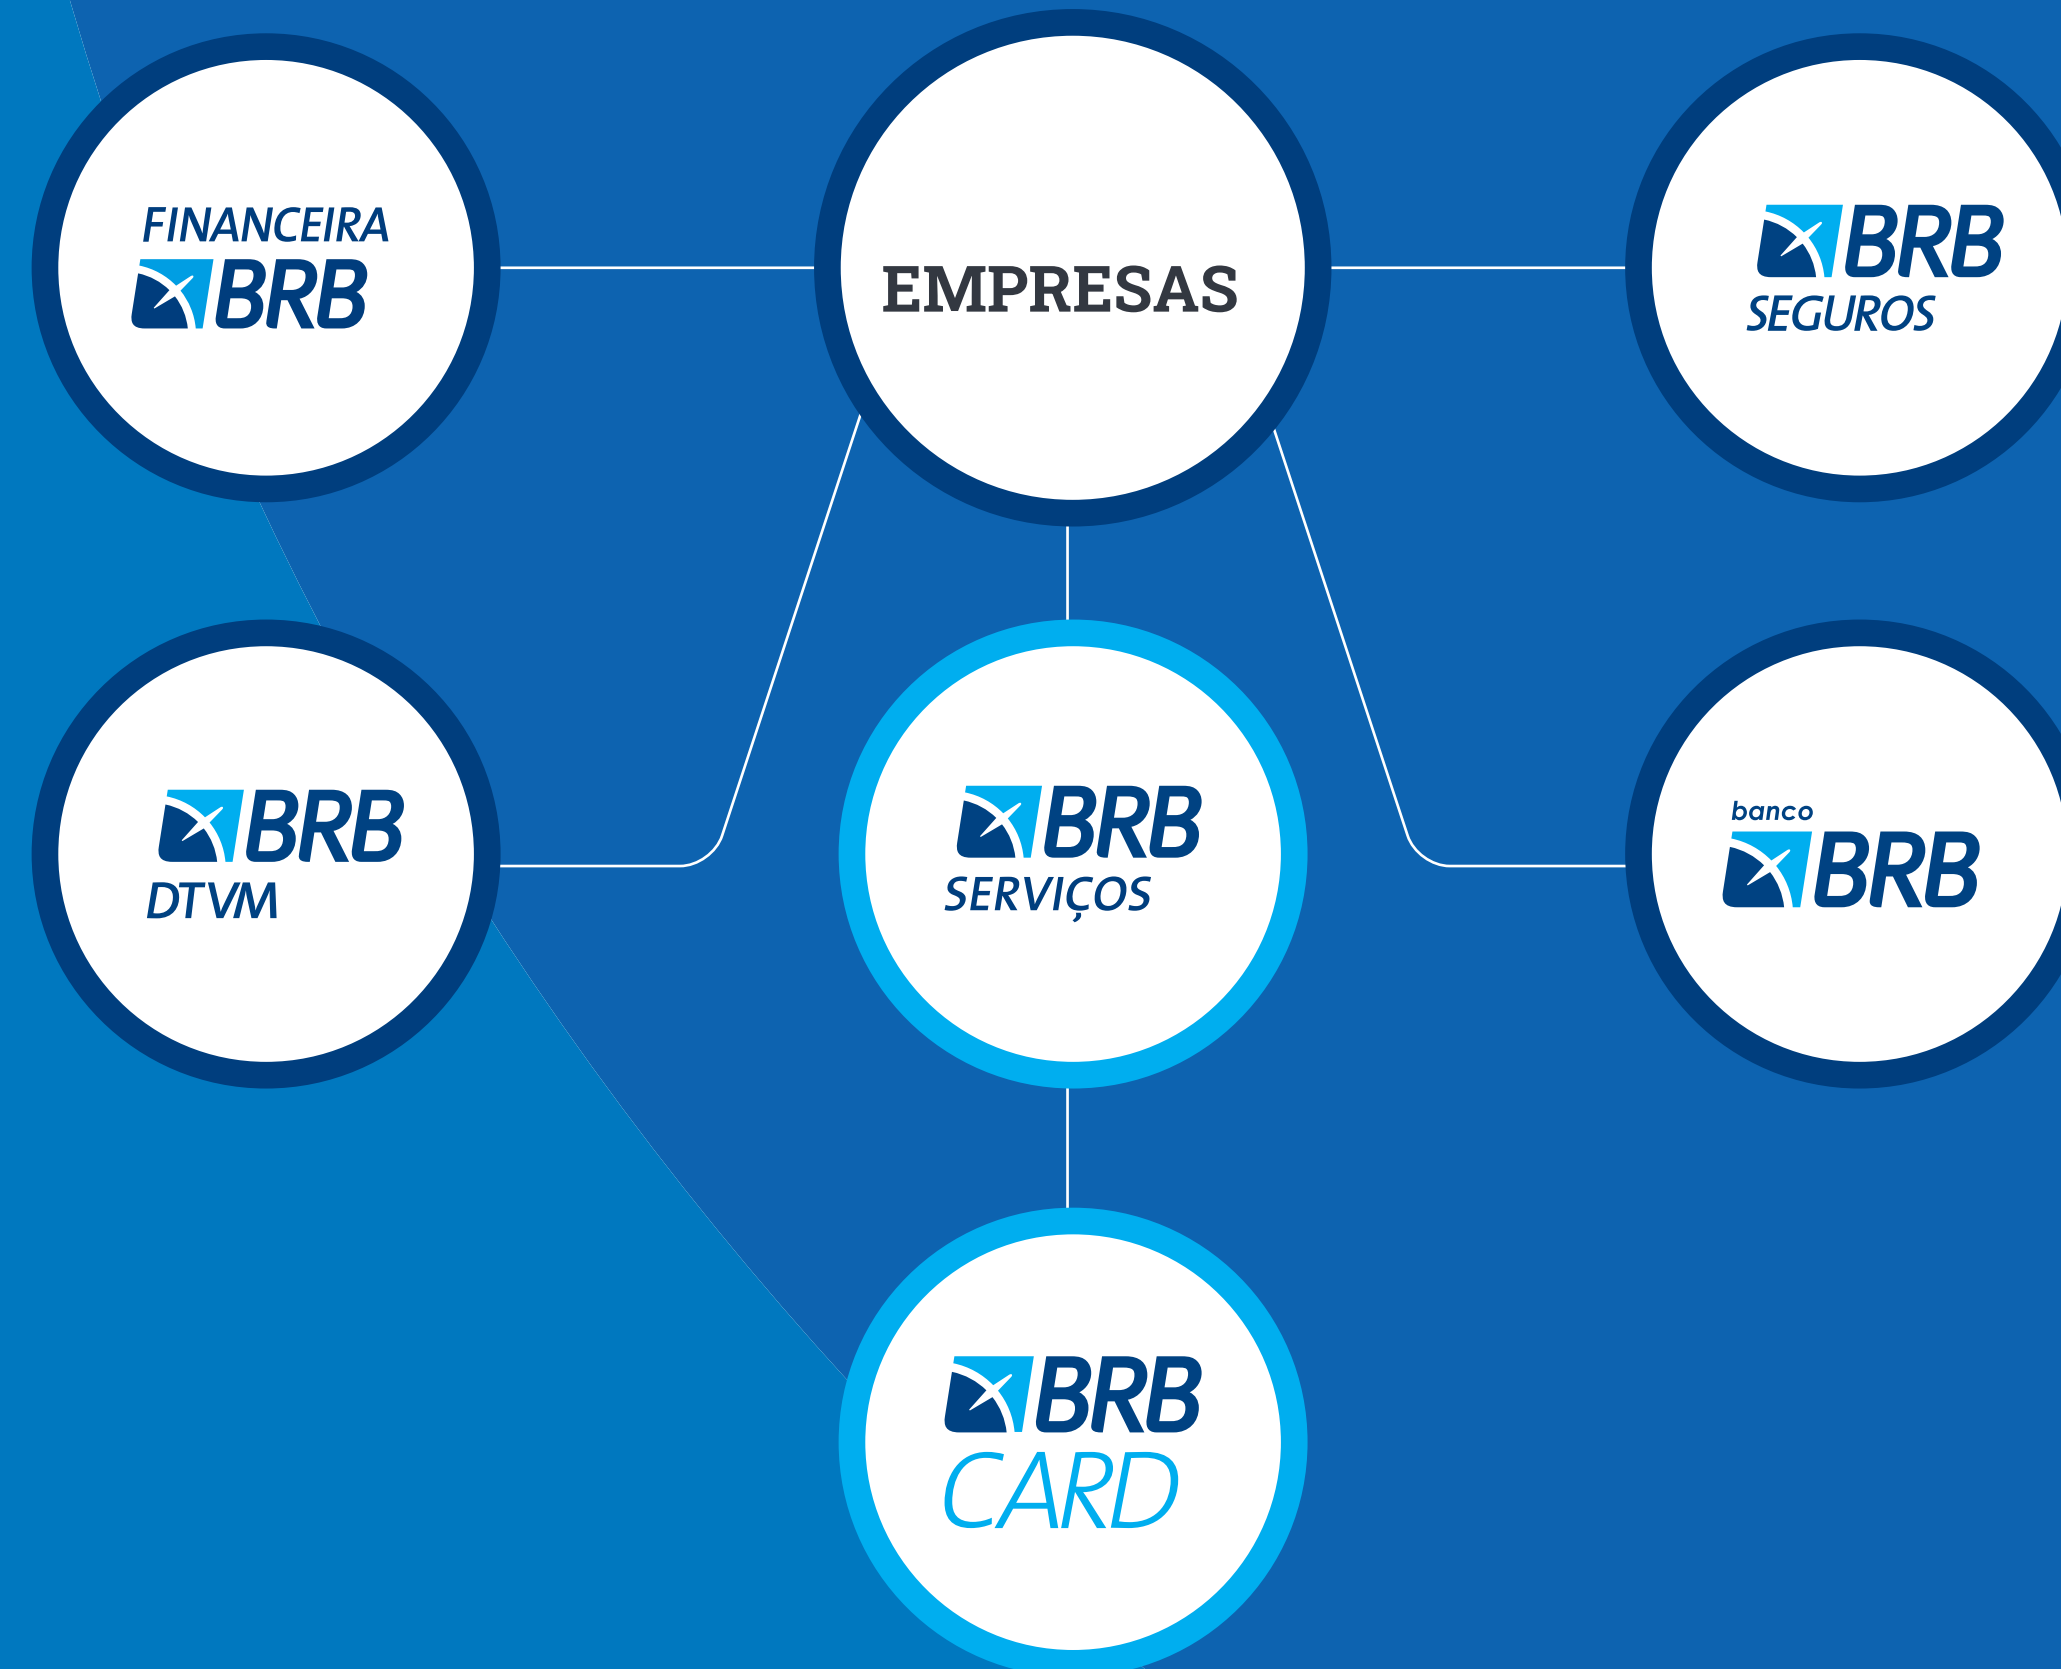 FINANCEIRA
BRB
EMPRESAS
BRB
SEGUROS
BRB
DTVM
BRB
SERVIÇOS
banco
BRB
BRB
CARD